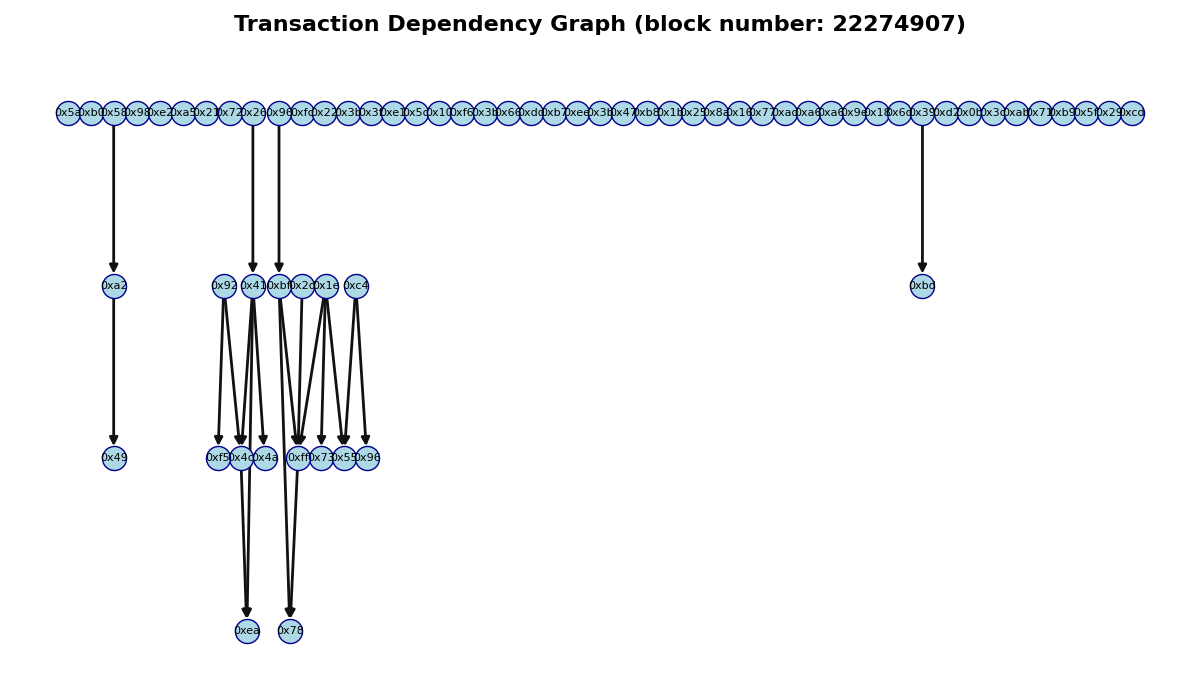 Transaction Dependency Graph (block number: 22274907)
0x5a 0xb0 0x58 0x98 0xe2 0xa5 0x21 0x72 0x26 0x96 0xfc 0x22 0x3b 0x3f 0xe1 0x5c 0x10 0xf6 0x3b 0x66 0xdd 0xb7 0xee 0x3b 0x47 0xb8 0x1b 0x25 0x8a 0x16 0x77 0xad 0xa6 0xa6 0x9e 0x18 0x6c 0x39 0xd2 0x0b 0x3c 0xab 0x71 0xb9 0x5f 0x29 0xcd
0xa2 0x92 0x41 0xbf 0x2c 0x1e 0xc4 0xbd
0x49 0xf5 0x4c 0x4a 0xff 0x73 0x55 0x96
0xea 0x78